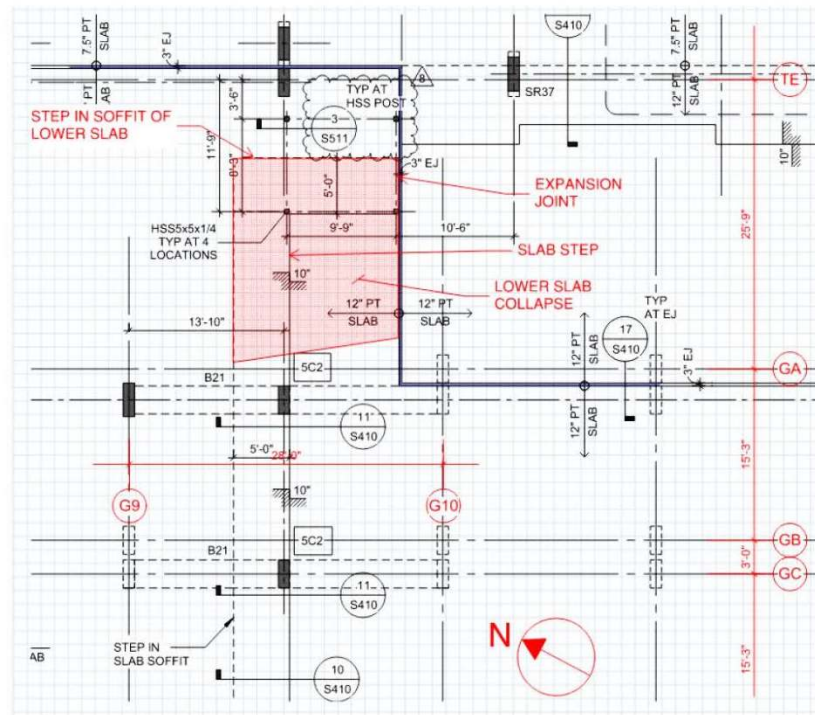 S410
7.5" PT
SLAB
3" EJ
PT
AB
8
TYP AT
HSS POST
SR37
7.5" PT
SLAB
12" PT
SLAB
TE
STEP IN SOFFIT OF
LOWER SLAB
3'-6"
11'-9"
8'-3"
3
S511
3" EJ
10"
5'-0"
EXPANSION
JOINT
25'-9"
HSS5x5x1/4
TYP AT 4
LOCATIONS
9'-9"
10'-6"
SLAB STEP
10"
LOWER SLAB
COLLAPSE
12" PT
SLAB
12" PT
SLAB
TYP
AT EJ
13'-10"
17
S410
12" PT
SLAB
12" PT
SLAB
3" EJ
GA
B21
5C2
11
S410
5'-0"
28'-0"
15'-3"
G9
10"
G10
B21
5C2
GB
3'-0"
GC
11
S410
STEP IN
SLAB SOFFIT
AB
10
S410
N
15'-3"